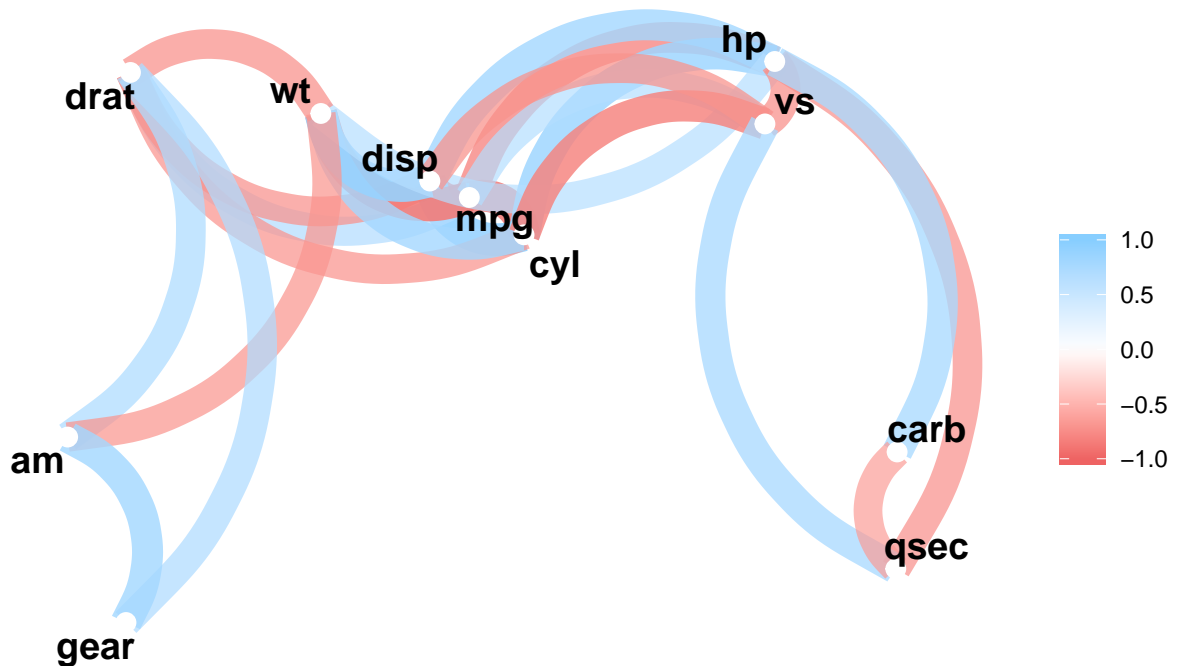 hp
drat
wt
vs
disp
mpg
cyl
1.0
0.5
0.0
−0.5
−1.0
carb
am
qsec
gear